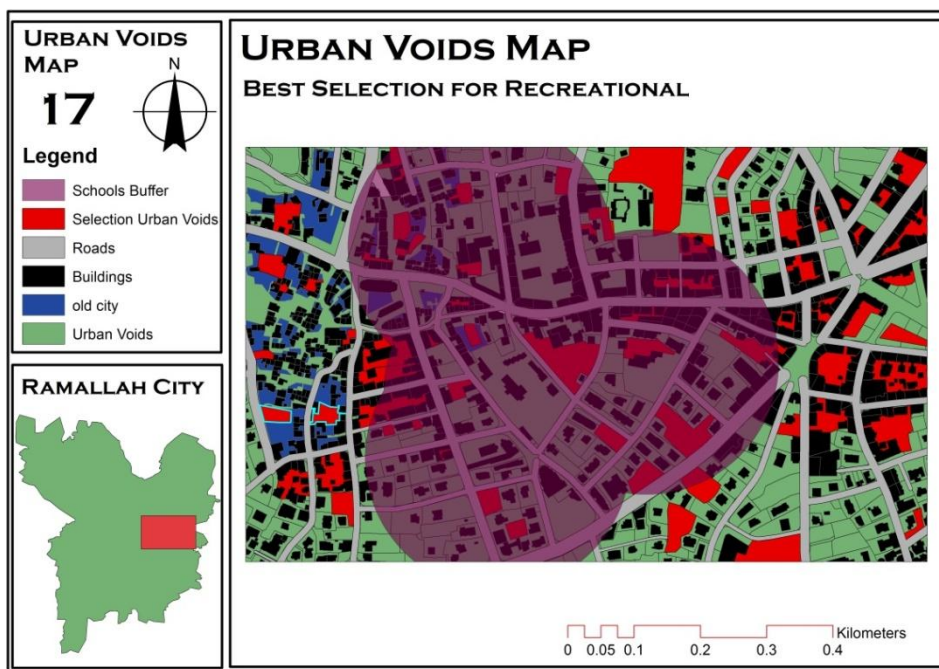 URBAN VOIDS
MAP
17
N
Legend
Schools Buffer
Selection Urban Voids
Roads
Buildings
old city
Urban Voids
RAMALLAH CITY
URBAN VOIDS MAP
BEST SELECTION FOR RECREATIONAL
Kilometers
0 0.05 0.1 0.2 0.3 0.4